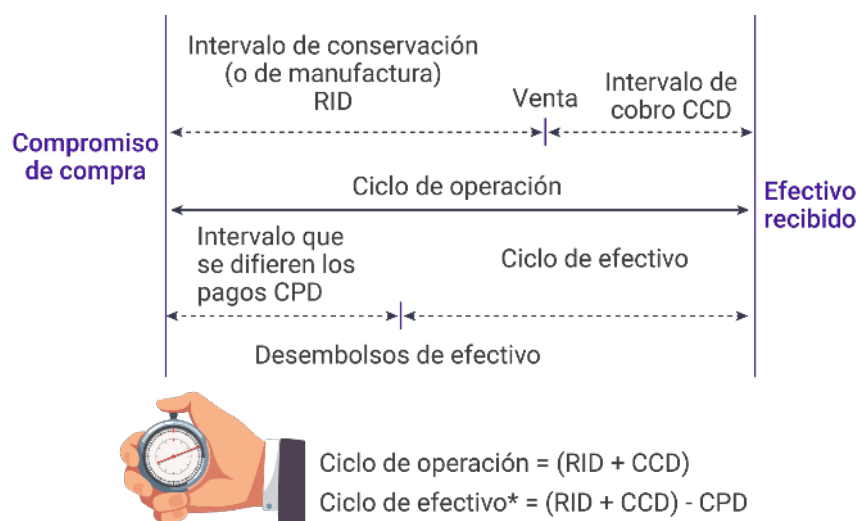 Intervalo de conservación
(o de manufactura)
RID
Venta
Intervalo de
cobro CCD
Compromiso
de compra
Ciclo de operación
Efectivo
recibido
Intervalo que
se difieren los
pagos CPD
Ciclo de efectivo
Desembolsos de efectivo
Ciclo de operación = (RID + CCD)
Ciclo de efectivo* = (RID + CCD) - CPD